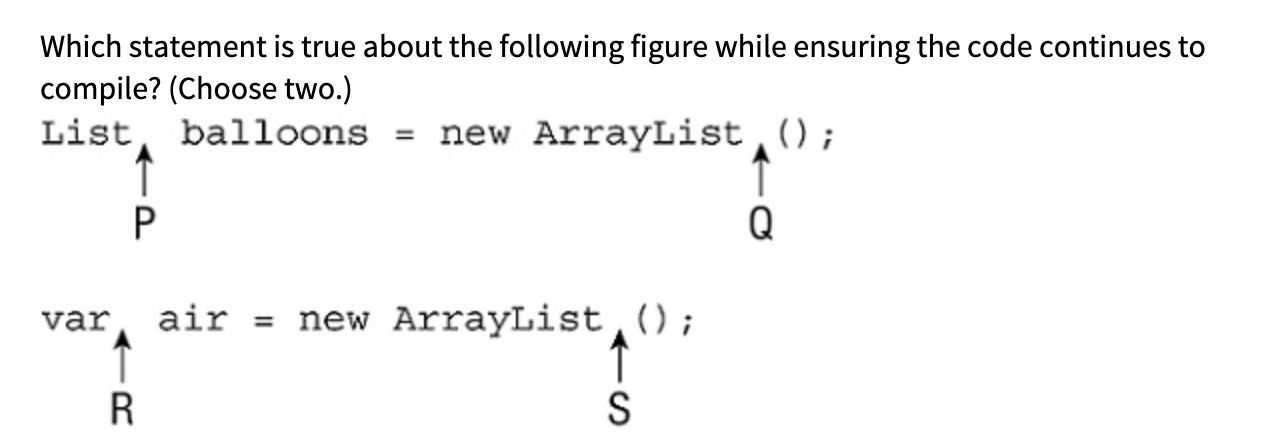 Which statement is true about the following figure while ensuring the code continues to
compile? (Choose two.)
List balloons = new ArrayList ();
P Q
var air = new ArrayList ();
R S